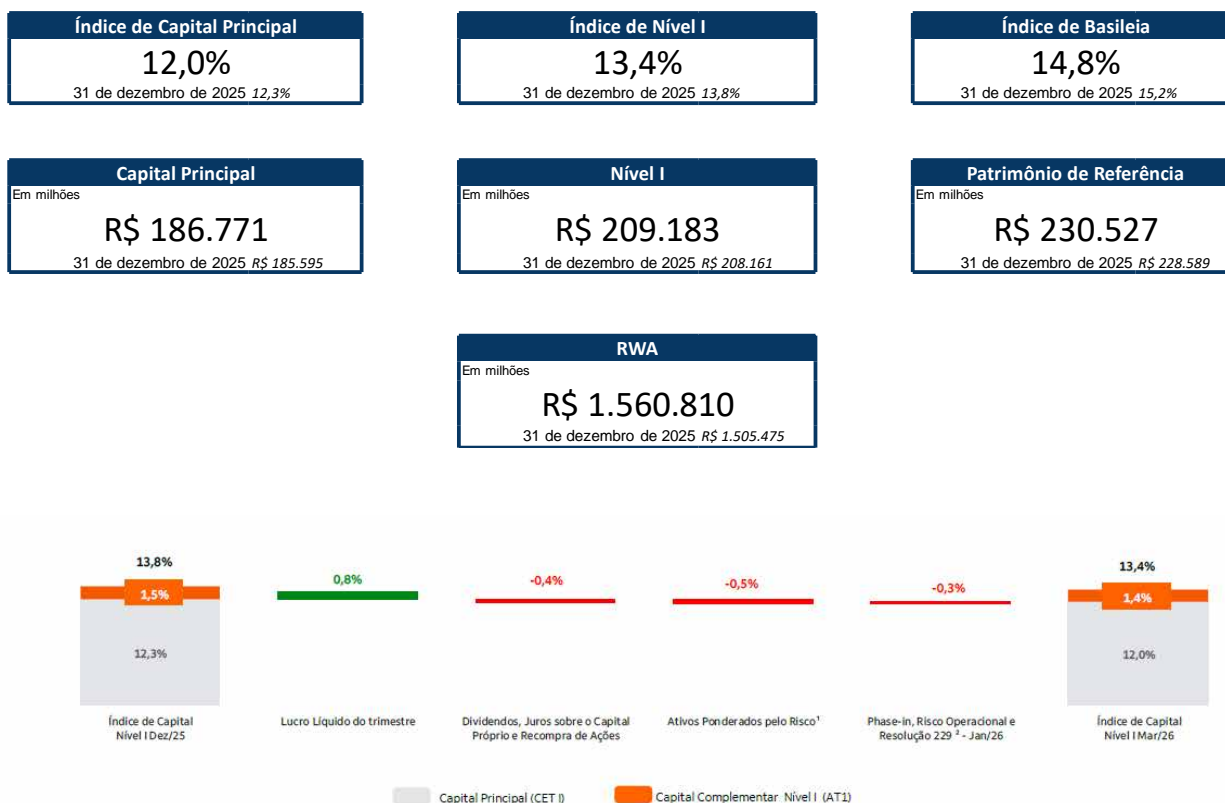 Índice de Capital Principal
12,0%
31 de dezembro de 2025 12,3%
Índice de Nível I
13,4%
31 de dezembro de 2025 13,8%
Índice de Basileia
14,8%
31 de dezembro de 2025 15,2%
Capital Principal
Em milhões
R$ 186.771
31 de dezembro de 2025 R$ 185.595
Nível I
Em milhões
R$ 209.183
31 de dezembro de 2025 R$ 208.161
Patrimônio de Referência
Em milhões
R$ 230.527
31 de dezembro de 2025 R$ 228.589
RWA
Em milhões
R$ 1.560.810
31 de dezembro de 2025 R$ 1.505.475
13,8%
1,5%
12,3%
Índice de Capital
Nível I Dez/25
0,8%
Lucro Líquido do trimestre
-0,4%
Dividendos, Juros sobre o Capital
Próprio e Recompra de Ações
-0,5%
Ativos Ponderados pelo Risco¹
-0,3%
Phase-in, Risco Operacional e
Resolução 229 ² - Jan/26
13,4%
1,4%
12,0%
Índice de Capital
Nível I Mar/26
Capital Principal (CET I)
Capital Complementar Nível I (AT1)